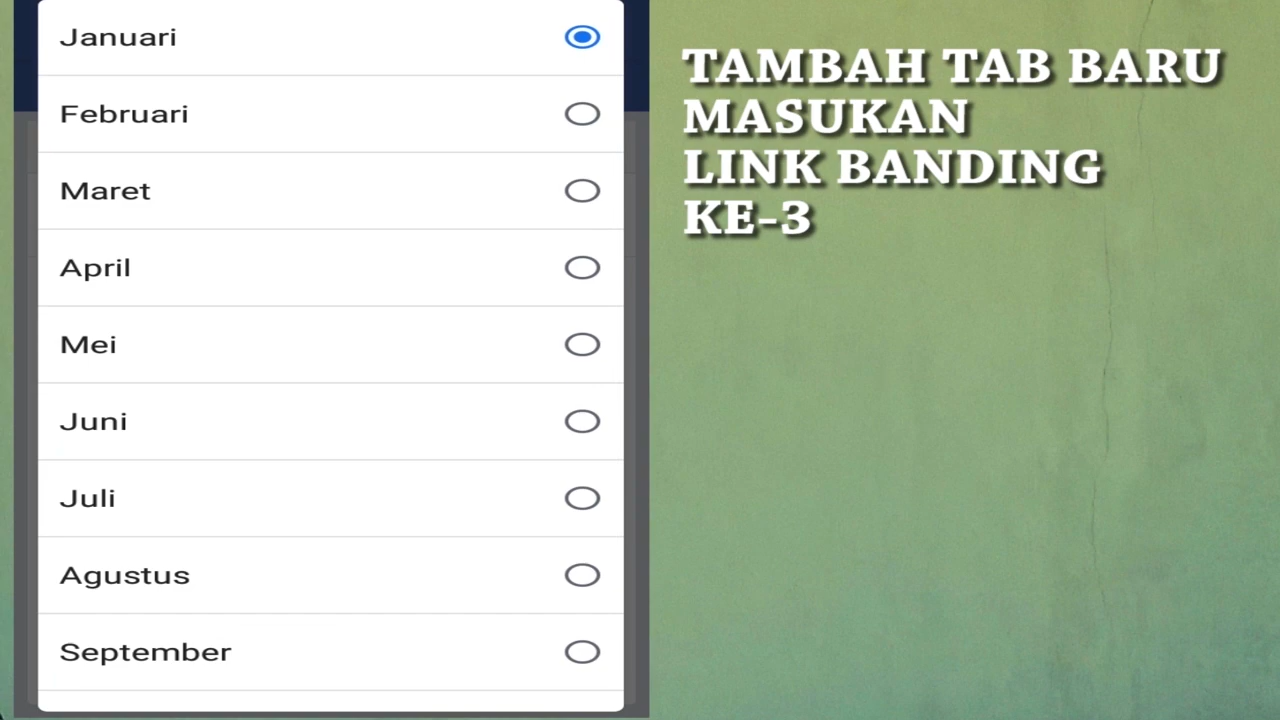 Januari
Februari
Maret
April
Mei
Juni
Juli
Agustus
September
TAMBAH TAB BARU
MASUKAN
LINK BANDING
KE-3